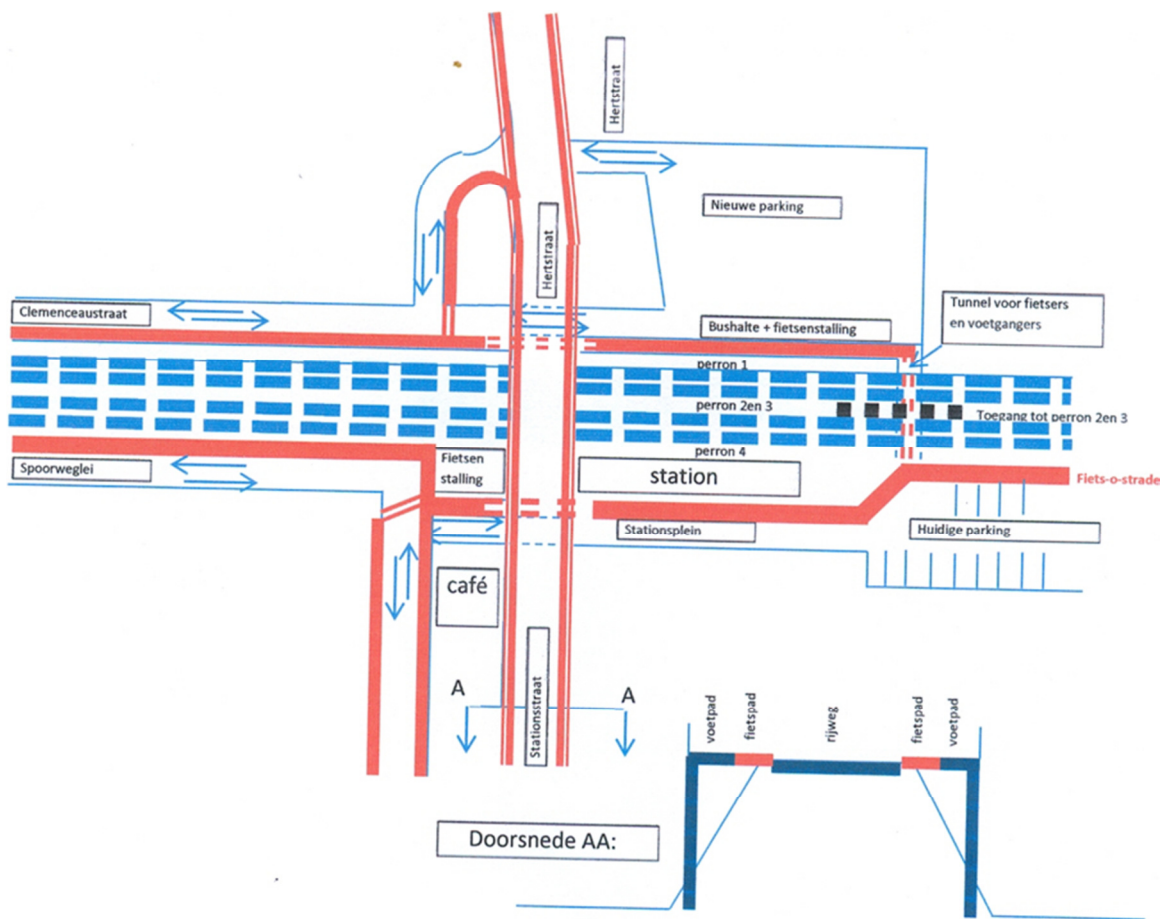 Hertstraat
Nieuwe parking
Hertstraat
Clemenceaustraat
Bushalte + fietsenstalling
Tunnel voor fietsers
en voetgangers
perron 1
perron 2en 3
Toegang tot perron 2en 3
perron 4
Spoorweglei
Fietsen
stalling
station
Fiets-o-strade
Stationsplein
Huidige parking
café
A
A
Stationsstraat
voetpad
fietspad
rijweg
fietspad
voetpad
Doorsnede AA: